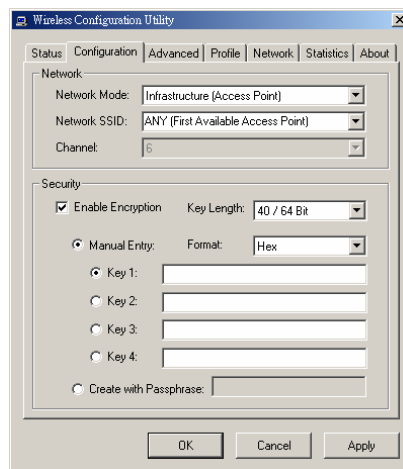 Wireless Configuration Utility
Status Configuration Advanced Profile Network Statistics About
Network
Network Mode: Infrastructure (Access Point)
Network SSID: ANY (First Available Access Point)
Channel: 6
Security
Enable Encryption Key Length: 40 / 64 Bit
Manual Entry: Format: Hex
Key 1:
Key 2:
Key 3:
Key 4:
Create with Passphrase:
OK Cancel Apply